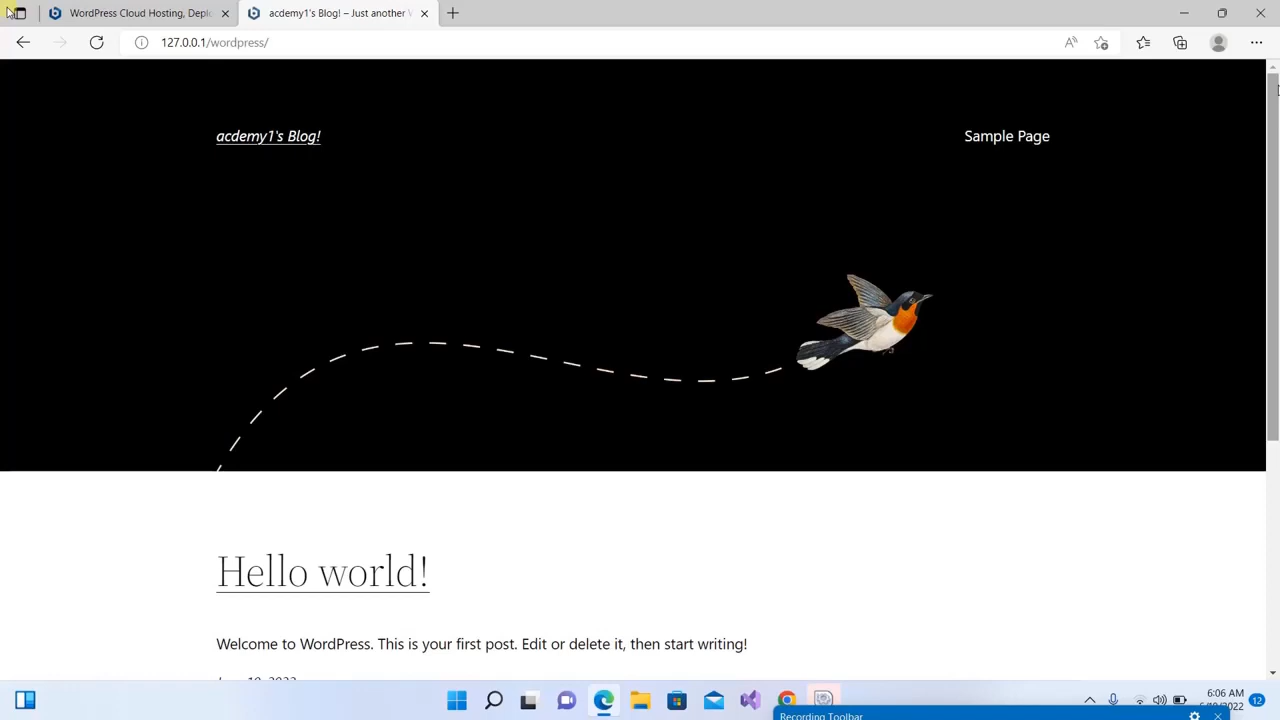 WordPress Cloud Hosting, Deplo
acdemy1's Blog! – Just another W
127.0.0.1/wordpress/
acdemy1's Blog!
Sample Page
Hello world!
Welcome to WordPress. This is your first post. Edit or delete it, then start writing!
6:06 AM
12
Recording Toolbar